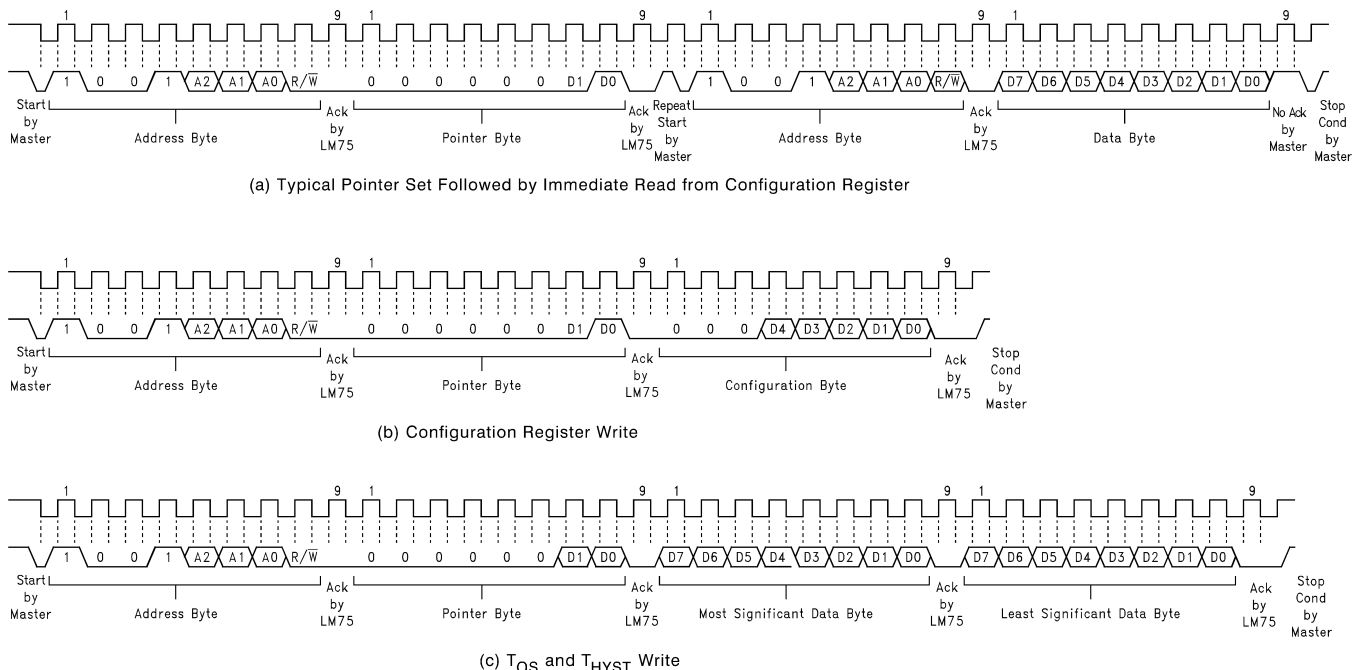 1 9 1 9 1 9 1 9
1 0 0 1 A2 A1 A0 R/W̅ 0 0 0 0 0 0 D1 D0 1 0 0 1 A2 A1 A0 R/W̅ D7 D6 D5 D4 D3 D2 D1 D0
Start by Master
Address Byte
Ack by LM75
Pointer Byte
Ack by LM75
Repeat Start by Master
Address Byte
Ack by LM75
Data Byte
No Ack by Master
Stop Cond by Master
(a) Typical Pointer Set Followed by Immediate Read from Configuration Register
1 9 1 9 1 9
1 0 0 1 A2 A1 A0 R/W̅ 0 0 0 0 0 0 D1 D0 0 0 0 D4 D3 D2 D1 D0
Start by Master
Address Byte
Ack by LM75
Pointer Byte
Ack by LM75
Configuration Byte
Ack by LM75
Stop Cond by Master
(b) Configuration Register Write
1 9 1 9 1 9 1 9
1 0 0 1 A2 A1 A0 R/W̅ 0 0 0 0 0 0 D1 D0 D7 D6 D5 D4 D3 D2 D1 D0 D7 D6 D5 D4 D3 D2 D1 D0
Start by Master
Address Byte
Ack by LM75
Pointer Byte
Ack by LM75
Most Significant Data Byte
Ack by LM75
Least Significant Data Byte
Ack by LM75
Stop Cond by Master
(c) TOS and THYST Write